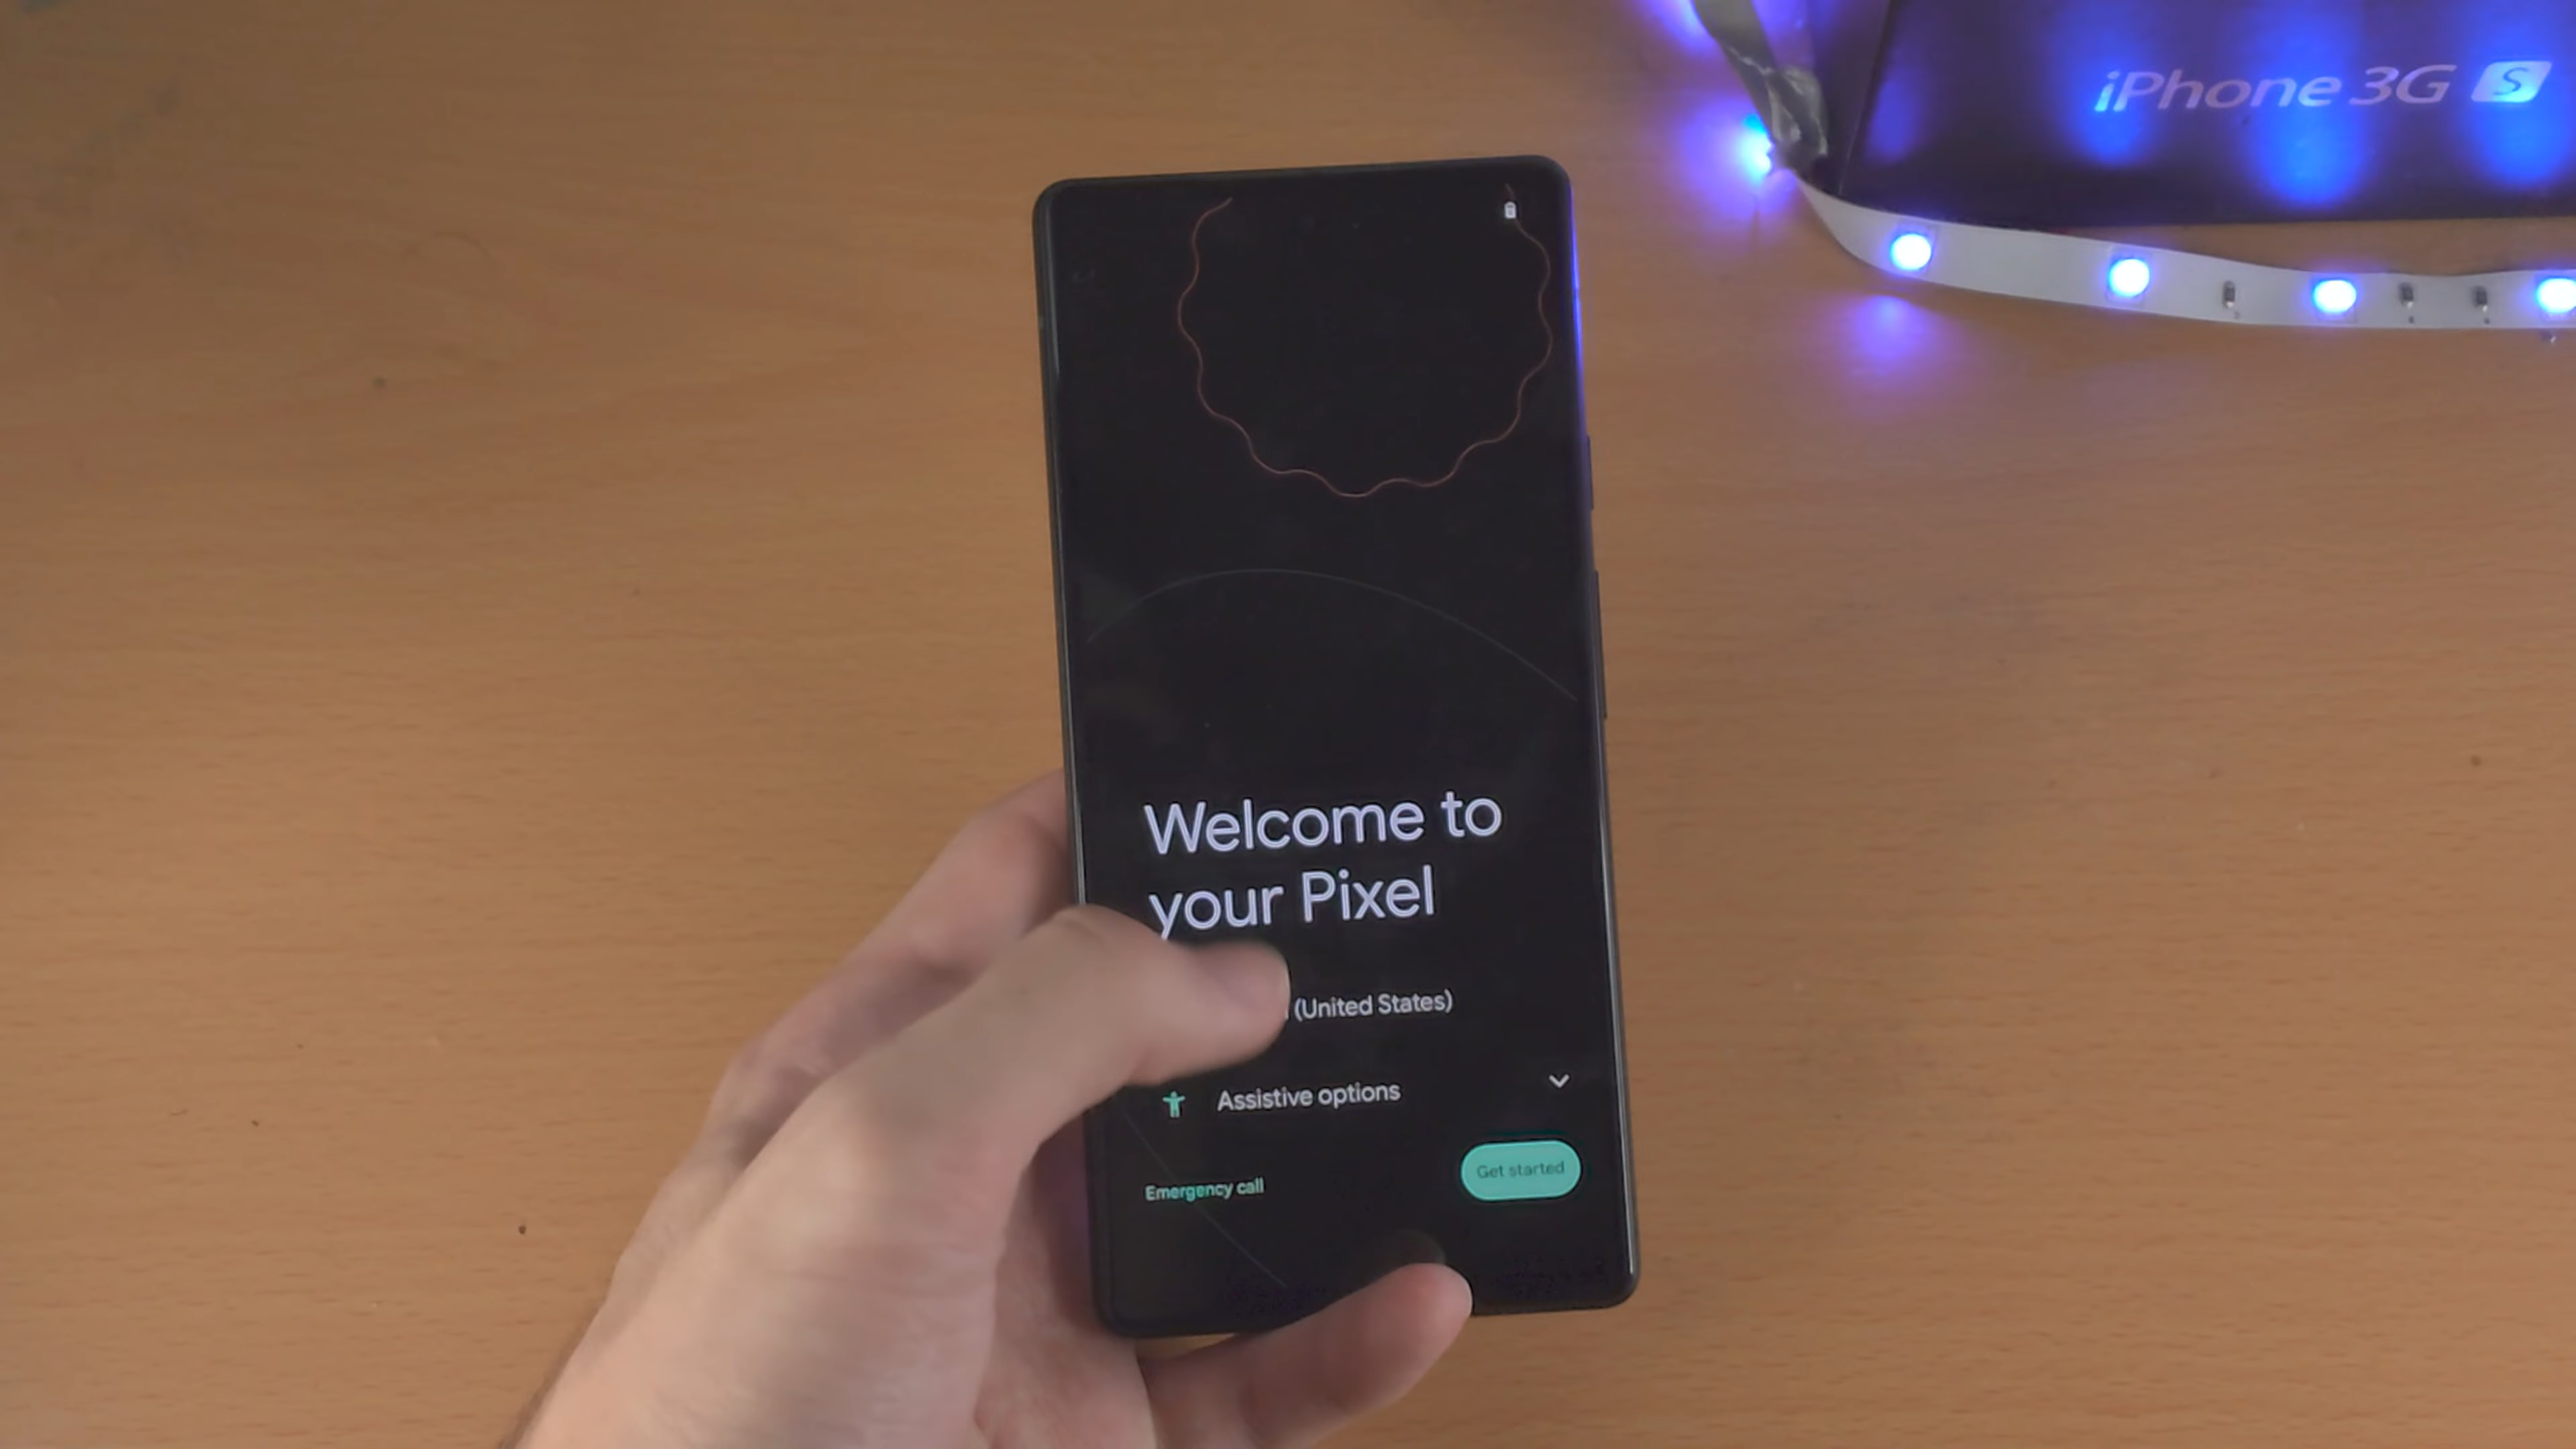 iPhone 3G S
Welcome to
your Pixel
(United States)
Assistive options
Emergency call
Get started